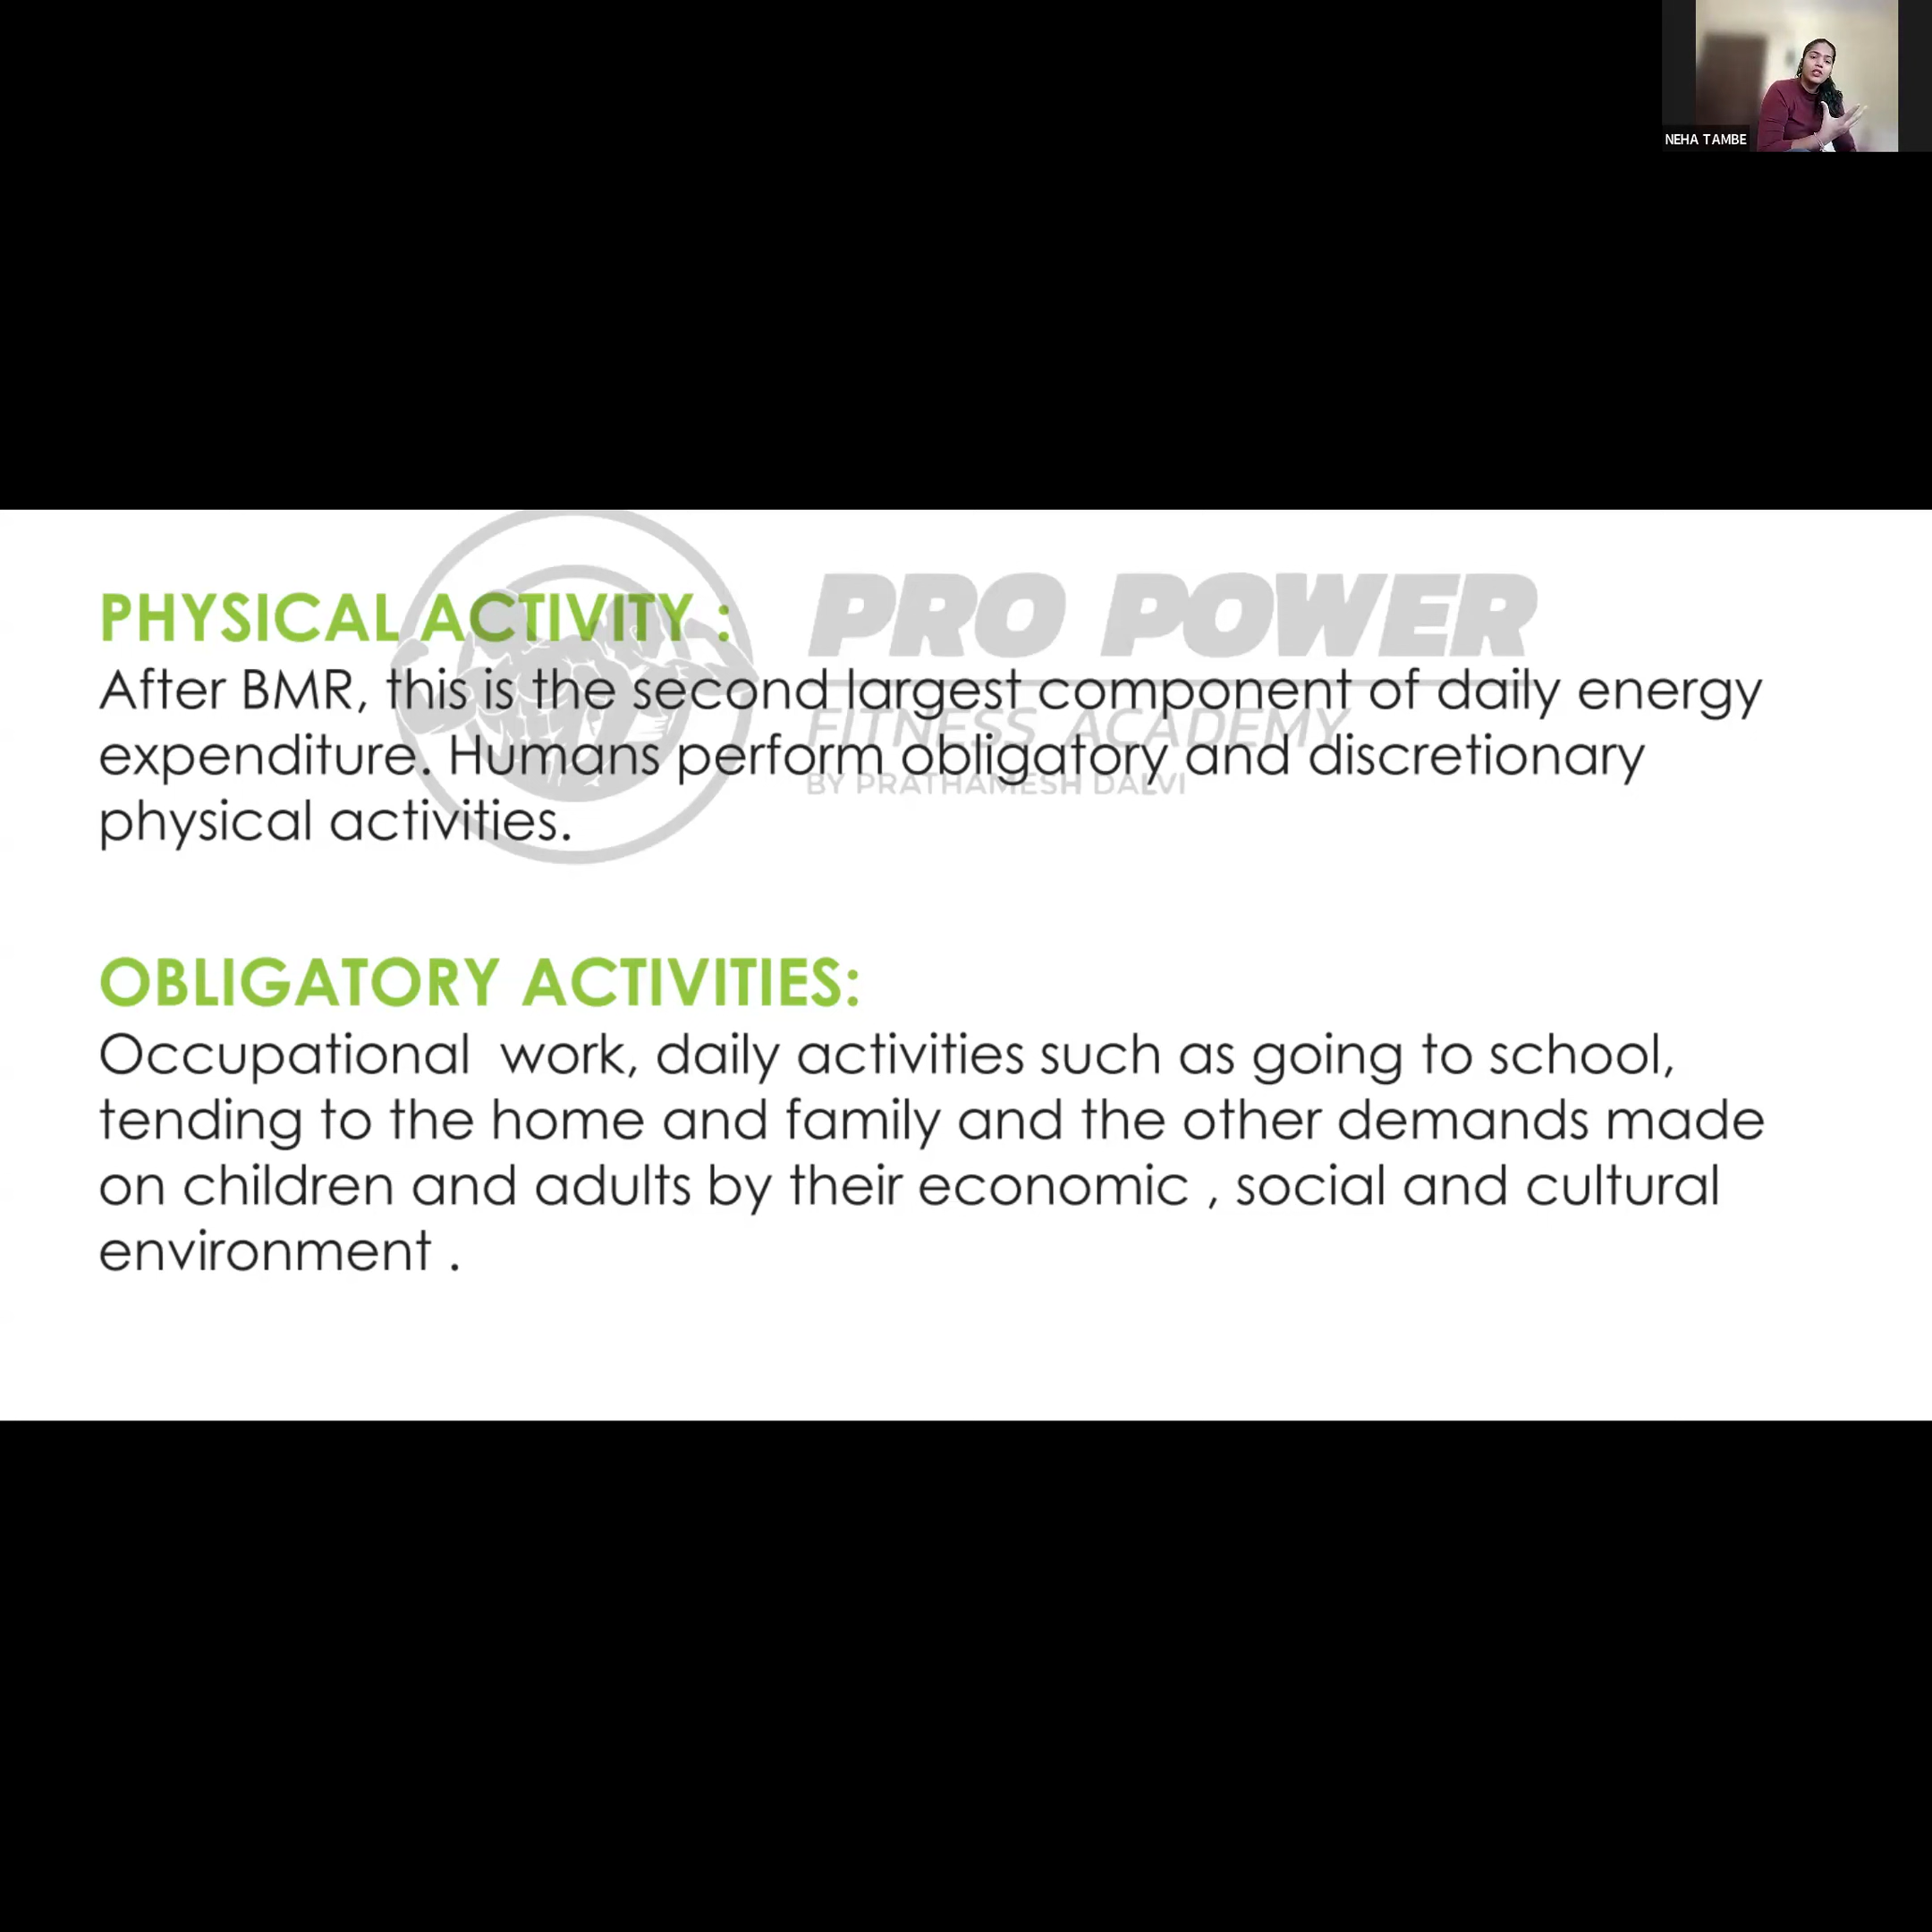 NEHA TAMBE
PRO POWER
FITNESS ACADEMY
BY PRATHAMESH DALVI
PHYSICAL ACTIVITY :
After BMR, this is the second largest component of daily energy
expenditure. Humans perform obligatory and discretionary
physical activities.
OBLIGATORY ACTIVITIES:
Occupational  work, daily activities such as going to school,
tending to the home and family and the other demands made
on children and adults by their economic , social and cultural
environment .